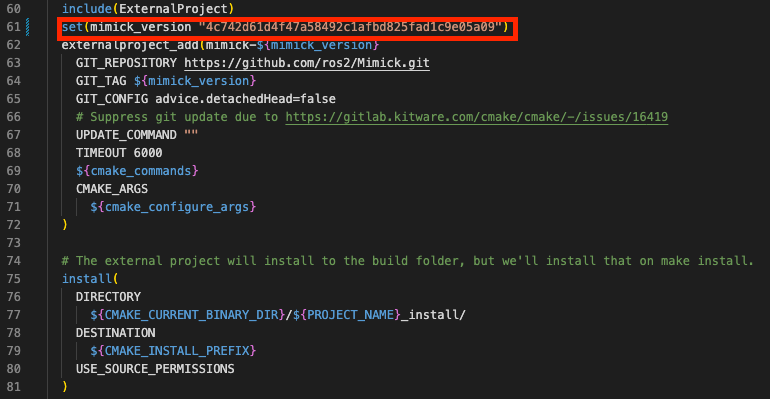 60 include(ExternalProject)
61 set(mimick_version "4c742d61d4f47a58492c1afbd825fad1c9e05a09")
62 externalproject_add(mimick-${mimick_version}
63 GIT_REPOSITORY https://github.com/ros2/Mimick.git
64 GIT_TAG ${mimick_version}
65 GIT_CONFIG advice.detachedHead=false
66 # Suppress git update due to https://gitlab.kitware.com/cmake/cmake/-/issues/16419
67 UPDATE_COMMAND ""
68 TIMEOUT 6000
69 ${cmake_commands}
70 CMAKE_ARGS
71 ${cmake_configure_args}
72 )
73
74 # The external project will install to the build folder, but we'll install that on make install.
75 install(
76 DIRECTORY
77 ${CMAKE_CURRENT_BINARY_DIR}/${PROJECT_NAME}_install/
78 DESTINATION
79 ${CMAKE_INSTALL_PREFIX}
80 USE_SOURCE_PERMISSIONS
81 )